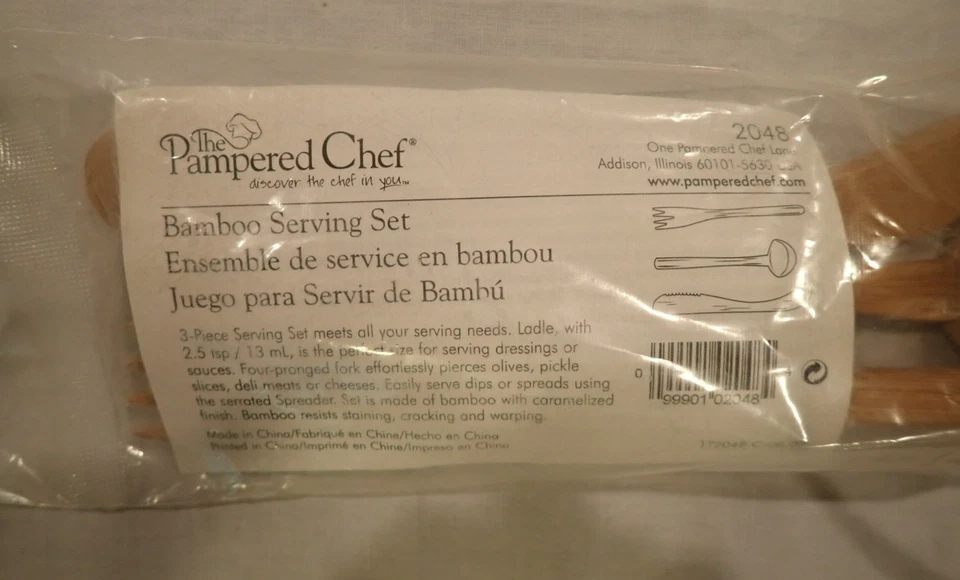 The
Pampered Chef®
discover the chef in you™
2048
One Pampered Chef Lane
Addison, Illinois 60101-5630 USA
www.pamperedchef.com
Bamboo Serving Set
Ensemble de service en bambou
Juego para Servir de Bambú
3-Piece Serving Set meets all your serving needs. Ladle, with
2.5 tsp / 13 mL, is the perfect size for serving dressings or
sauces. Four-pronged fork effortlessly pierces olives, pickle
slices, deli meats or cheeses. Easily serve dips or spreads using
the serrated Spreader. Set is made of bamboo with caramelized
finish. Bamboo resists staining, cracking and warping.
Made in China/Fabriqué en Chine/Hecho en China
Printed in China/Imprimé en Chine/Impreso en China
0 99901 02048